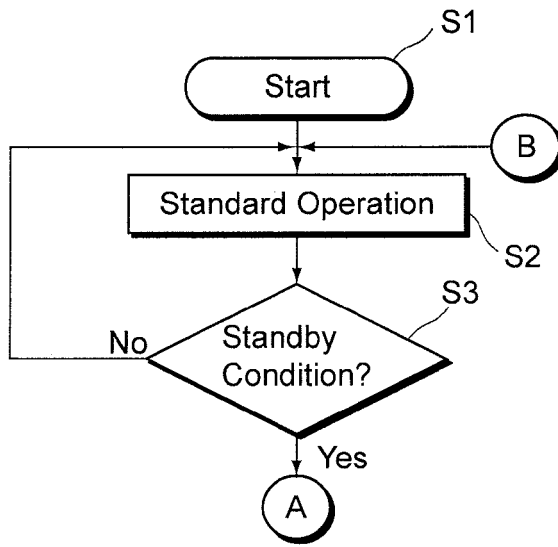 S1
Start
B
Standard Operation
S2
S3
Standby
Condition?
No
Yes
A